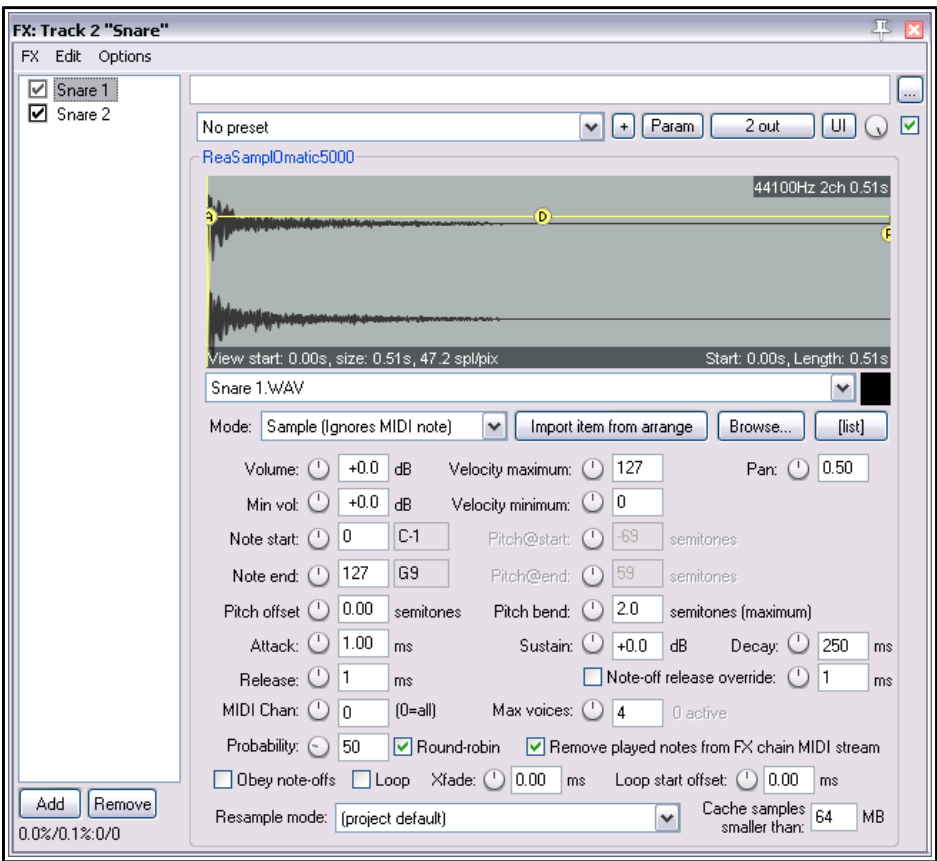 FX: Track 2 "Snare"
FX Edit Options
Snare 1
Snare 2
...
No preset
+
Param
2 out
UI
ReaSamplOmatic5000
44100Hz 2ch 0.51s
A
D
View start: 0.00s, size: 0.51s, 47.2 spl/pix
Start: 0.00s, Length: 0.51s
Snare 1.WAV
Mode: Sample (Ignores MIDI note) Import item from arrange Browse... [list]
Volume: +0.0 dB Velocity maximum: 127 Pan: 0.50
Min vol: +0.0 dB Velocity minimum: 0
Note start: 0 C-1 Pitch@start: -69 semitones
Note end: 127 G9 Pitch@end: 59 semitones
Pitch offset 0.00 semitones Pitch bend: 2.0 semitones (maximum)
Attack: 1.00 ms Sustain: +0.0 dB Decay: 250 ms
Release: 1 ms Note-off release override: 1 ms
MIDI Chan: 0 (0=all) Max voices: 4 0 active
Probability: 50 Round-robin Remove played notes from FX chain MIDI stream
Obey note-offs Loop Xfade: 0.00 ms Loop start offset: 0.00 ms
Resample mode: (project default) Cache samples smaller than: 64 MB
Add Remove
0.0%/0.1%:0/0